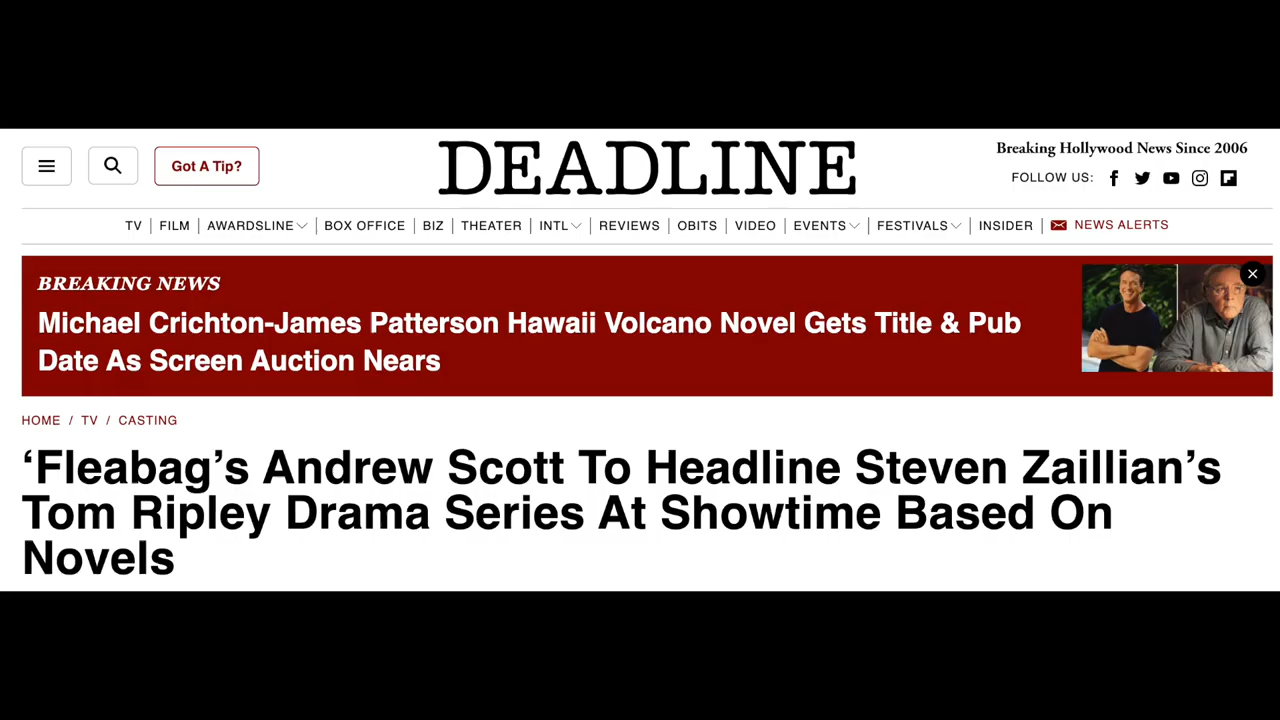 Got A Tip?
DEADLINE
Breaking Hollywood News Since 2006
FOLLOW US:
TV | FILM | AWARDSLINE | BOX OFFICE | BIZ | THEATER | INTL | REVIEWS | OBITS | VIDEO | EVENTS | FESTIVALS | INSIDER | NEWS ALERTS
BREAKING NEWS
Michael Crichton-James Patterson Hawaii Volcano Novel Gets Title & Pub
Date As Screen Auction Nears
HOME / TV / CASTING
‘Fleabag’s Andrew Scott To Headline Steven Zaillian’s
Tom Ripley Drama Series At Showtime Based On
Novels